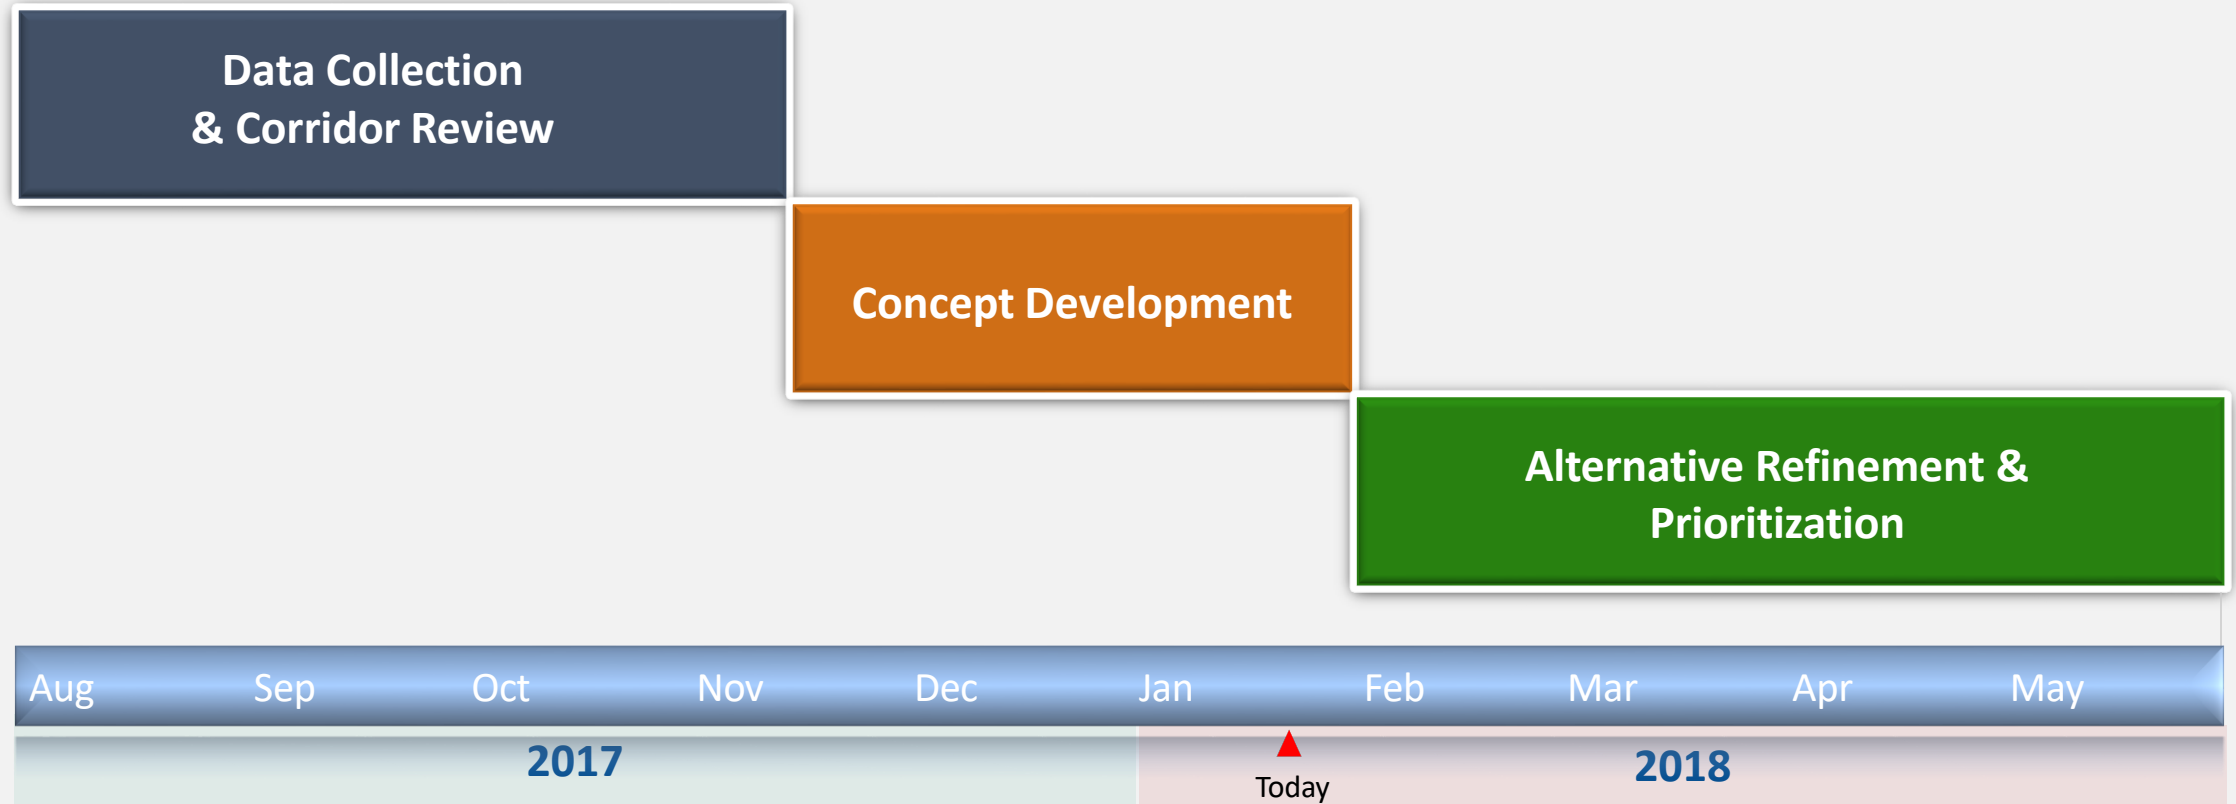 Data Collection
& Corridor Review
Concept Development
Alternative Refinement &
Prioritization
Aug Sep Oct Nov Dec Jan Feb Mar Apr May
2017
2018
Today